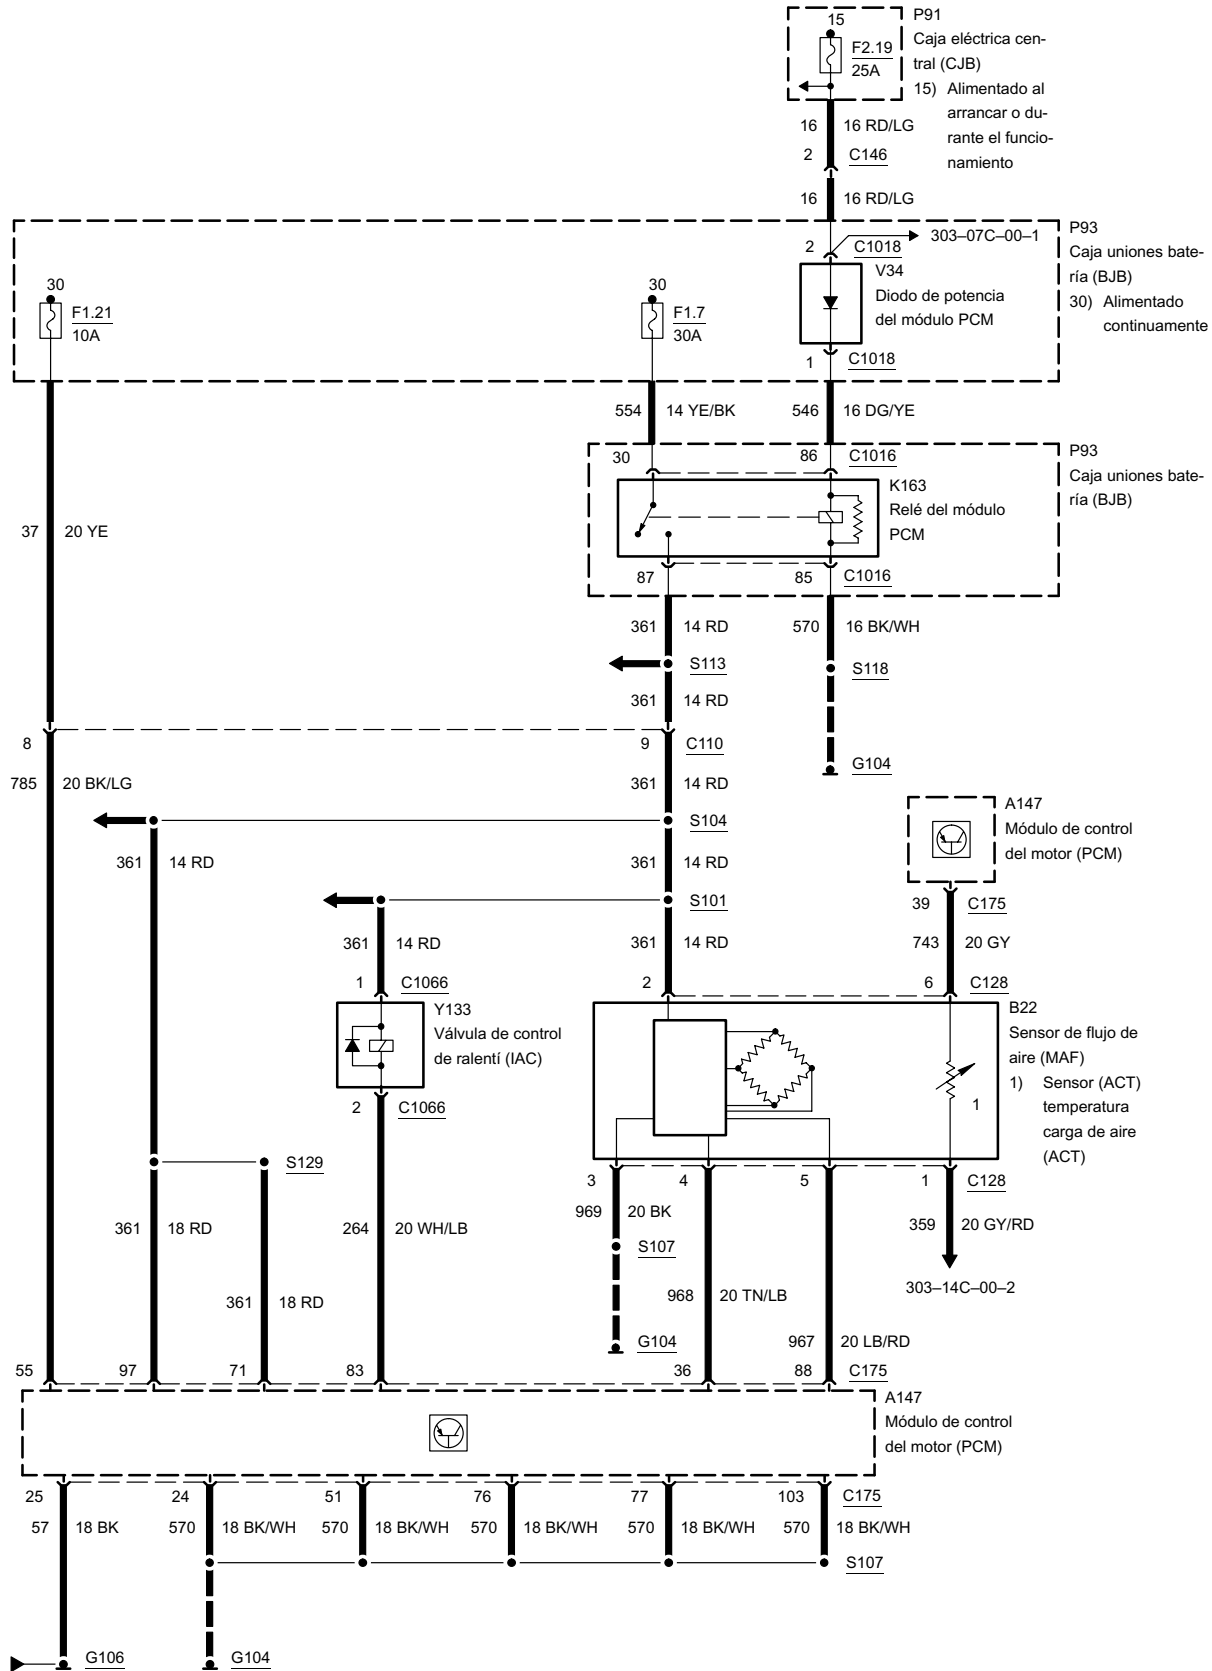 15
P91
F2.19
25A
Caja eléctrica cen-
tral (CJB)
15) Alimentado al
arrancar o du-
rante el funcio-
namiento
16 16 RD/LG
2 C146
16 16 RD/LG
2 C1018 303–07C–00–1
P93
Caja uniones bate-
ría (BJB)
30) Alimentado
continuamente
V34
Diodo de potencia
del módulo PCM
30
F1.21
10A
30
F1.7
30A
1 C1018
554 14 YE/BK 546 16 DG/YE
30 86 C1016
P93
Caja uniones bate-
ría (BJB)
K163
Relé del módulo
PCM
37 20 YE
87 85 C1016
361 14 RD 570 16 BK/WH
S113 S118
361 14 RD
8 9 C110
G104
785 20 BK/LG 361 14 RD
A147
Módulo de control
del motor (PCM)
S104
361 14 RD 361 14 RD
S101
39 C175
361 14 RD 361 14 RD 743 20 GY
1 C1066 2 6 C128
Y133
Válvula de control
de ralentí (IAC)
B22
Sensor de flujo de
aire (MAF)
1) Sensor (ACT)
temperatura
carga de aire
(ACT)
1
2 C1066
S129
3 4 5 1 C128
969 20 BK 359 20 GY/RD
361 18 RD 264 20 WH/LB
S107
303–14C–00–2
361 18 RD 968 20 TN/LB
G104 967 20 LB/RD
55 97 71 83 36 88 C175
A147
Módulo de control
del motor (PCM)
25 24 51 76 77 103 C175
57 18 BK 570 18 BK/WH 570 18 BK/WH 570 18 BK/WH 570 18 BK/WH 570 18 BK/WH
S107
G106 G104